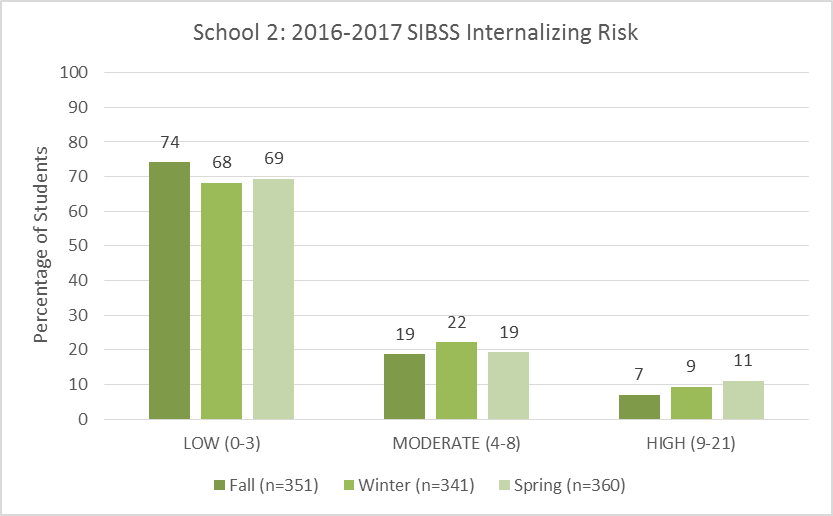 School 2: 2016-2017 SIBSS Internalizing Risk
Percentage of Students
100
90
80
70
60
50
40
30
20
10
0
74
68
69
19
22
19
7
9
11
LOW (0-3)
MODERATE (4-8)
HIGH (9-21)
Fall (n=351)
Winter (n=341)
Spring (n=360)